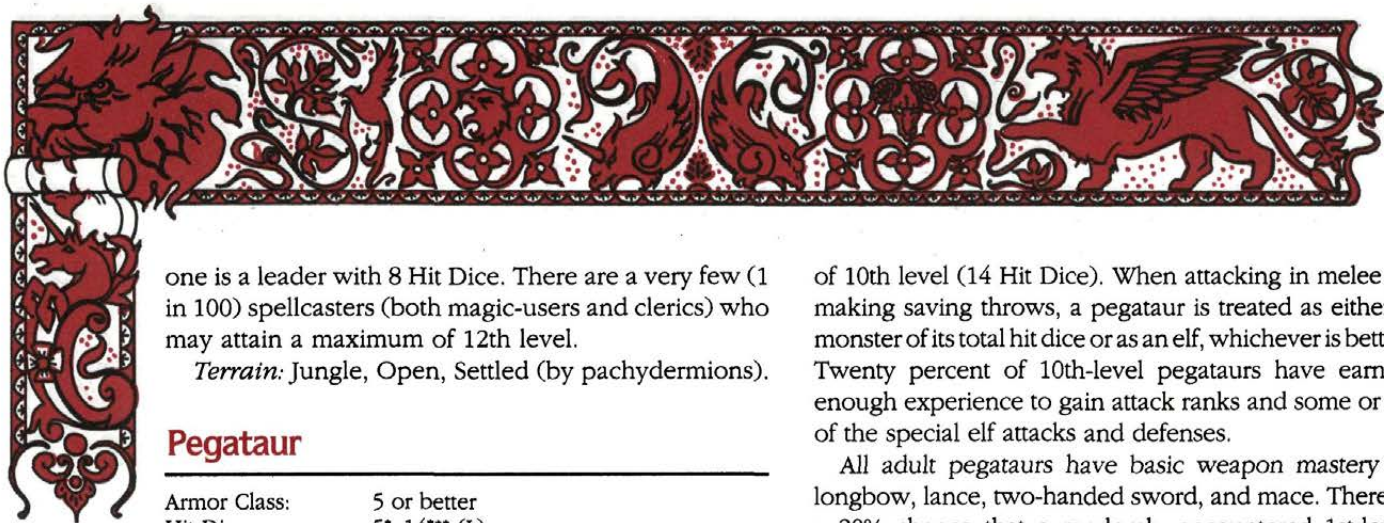 one is a leader with 8 Hit Dice. There are a very few (1
in 100) spellcasters (both magic-users and clerics) who
may attain a maximum of 12th level.
Terrain: Jungle, Open, Settled (by pachydermions).
Pegataur
Armor Class: 5 or better
of 10th level (14 Hit Dice). When attacking in melee
making saving throws, a pegataur is treated as either
monster of its total hit dice or as an elf, whichever is
Twenty percent of 10th-level pegataurs have
enough experience to gain attack ranks and some or
of the special elf attacks and defenses.
All adult pegataurs have basic weapon mastery
longbow, lance, two-handed sword, and mace. There